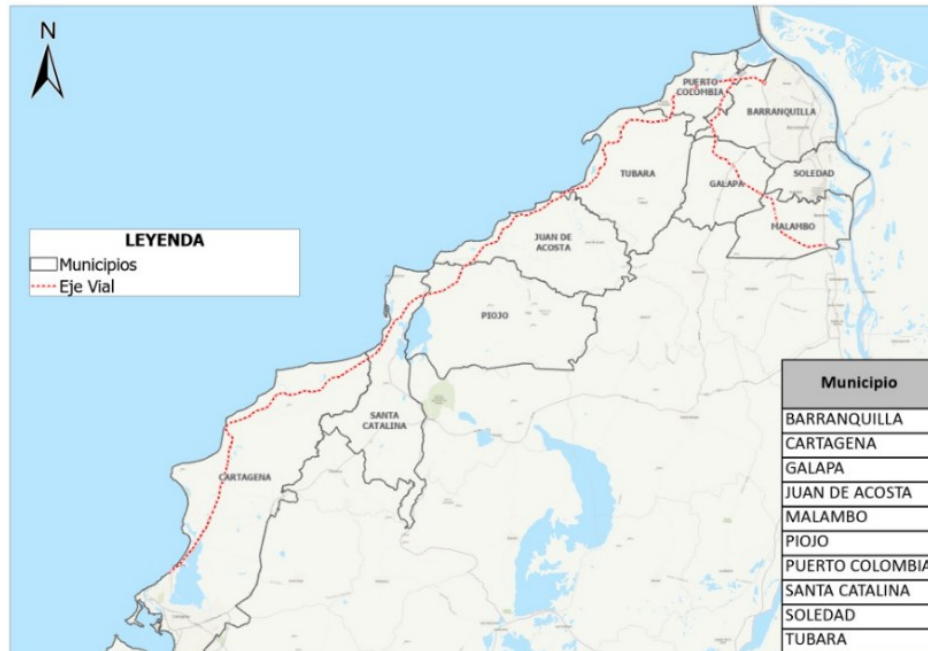 N
PUERTO
COLOMBIA
BARRANQUILLA
SOLEDAD
TUBARA
GALAPA
MALAMBO
JUAN DE
ACOSTA
PIOJO
SANTA
CATALINA
CARTAGENA
LEYENDA
Municipios
Eje Vial
Municipio
BARRANQUILLA
CARTAGENA
GALAPA
JUAN DE ACOSTA
MALAMBO
PIOJO
PUERTO COLOMBIA
SANTA CATALINA
SOLEDAD
TUBARA